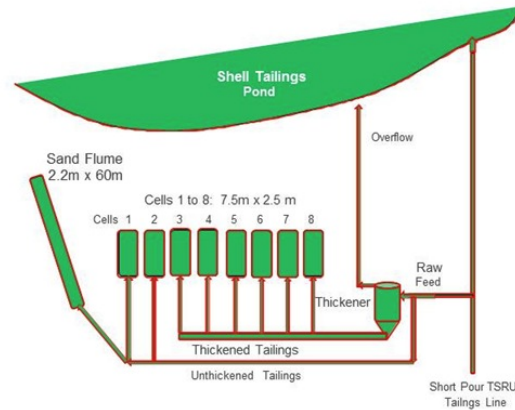 Shell Tailings
Pond
Sand Flume
2.2m x 60m
Overflow
Cells 1 to 8: 7.5m x 2.5 m
Cells 1 2 3 4 5 6 7 8
Raw
Feed
Thickener
Thickened Tailings
Unthickened Tailings
Short Pour TSRU
Tailngs Line